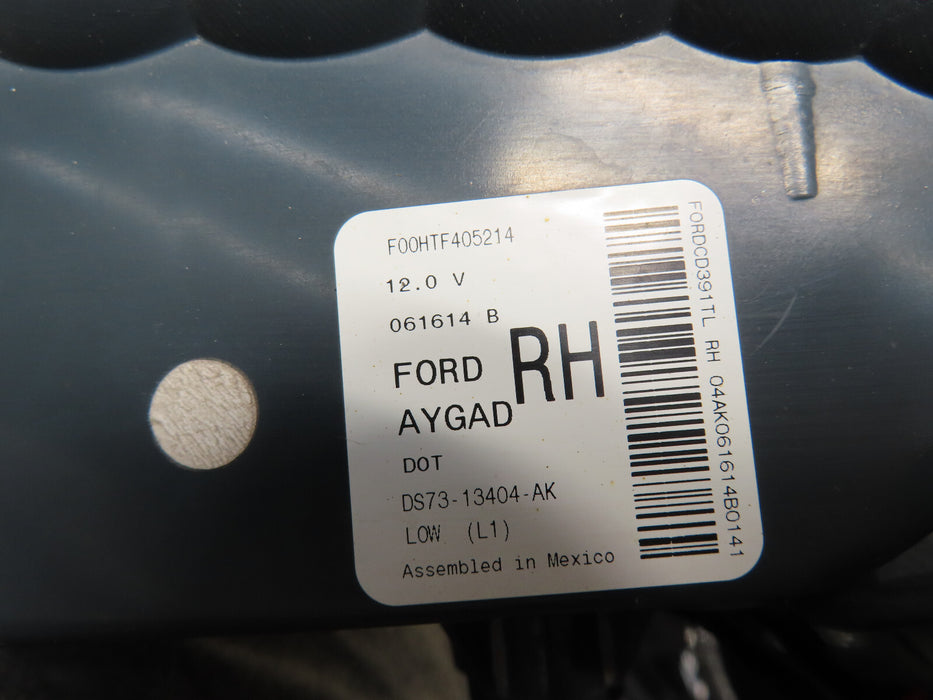 F00HTF405214
12.0 V
061614 B
FORD
RH
AYGAD
DOT
DS73-13404-AK
LOW (L1)
Assembled in Mexico
FORDCD391TL RH 04AK061614B0141